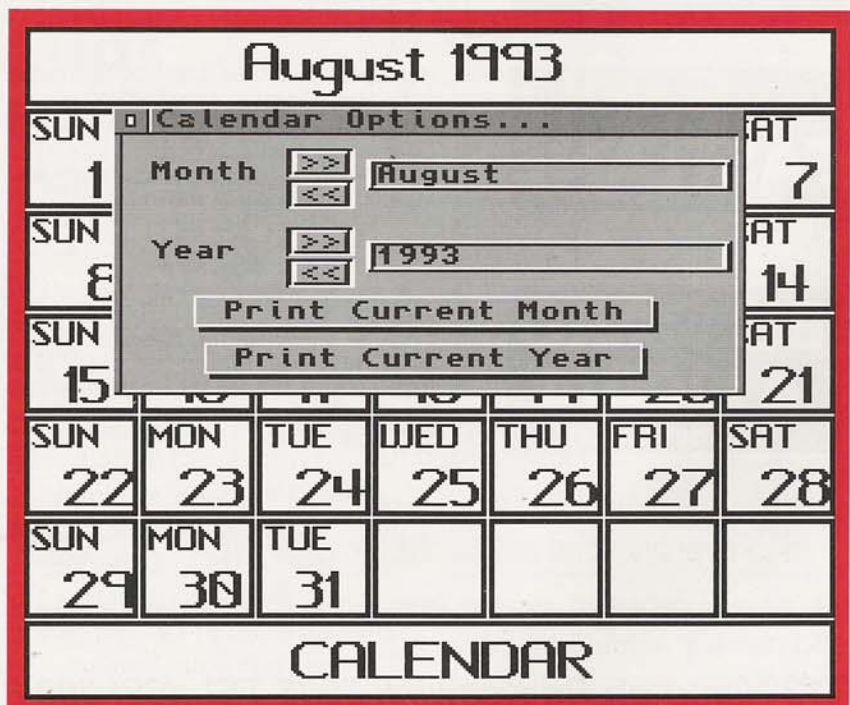 August 1993
SUN
Calendar Options...
SAT
1
Month >> August
<<
7
SUN
Year >> 1993
<<
SAT
8
14
Print Current Month
SUN
SAT
Print Current Year
15
21
SUN MON TUE WED THU FRI SAT
22 23 24 25 26 27 28
SUN MON TUE
29 30 31
CALENDAR